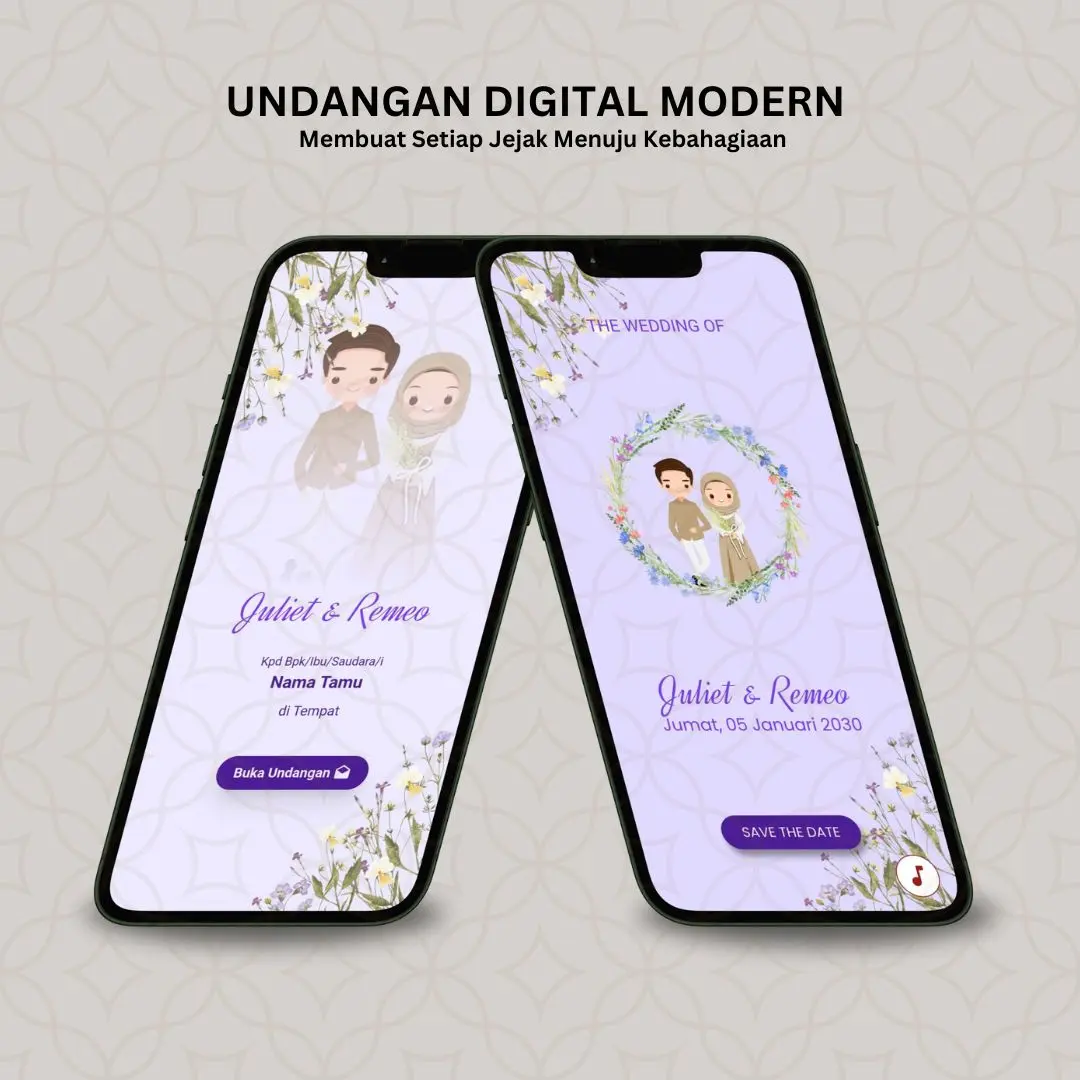 UNDANGAN DIGITAL MODERN
Membuat Setiap Jejak Menuju Kebahagiaan
Juliet & Remeo
Kpd Bpk/Ibu/Saudara/i
Nama Tamu
di Tempat
Buka Undangan
THE WEDDING OF
Juliet & Remeo
Jumat, 05 Januari 2030
SAVE THE DATE